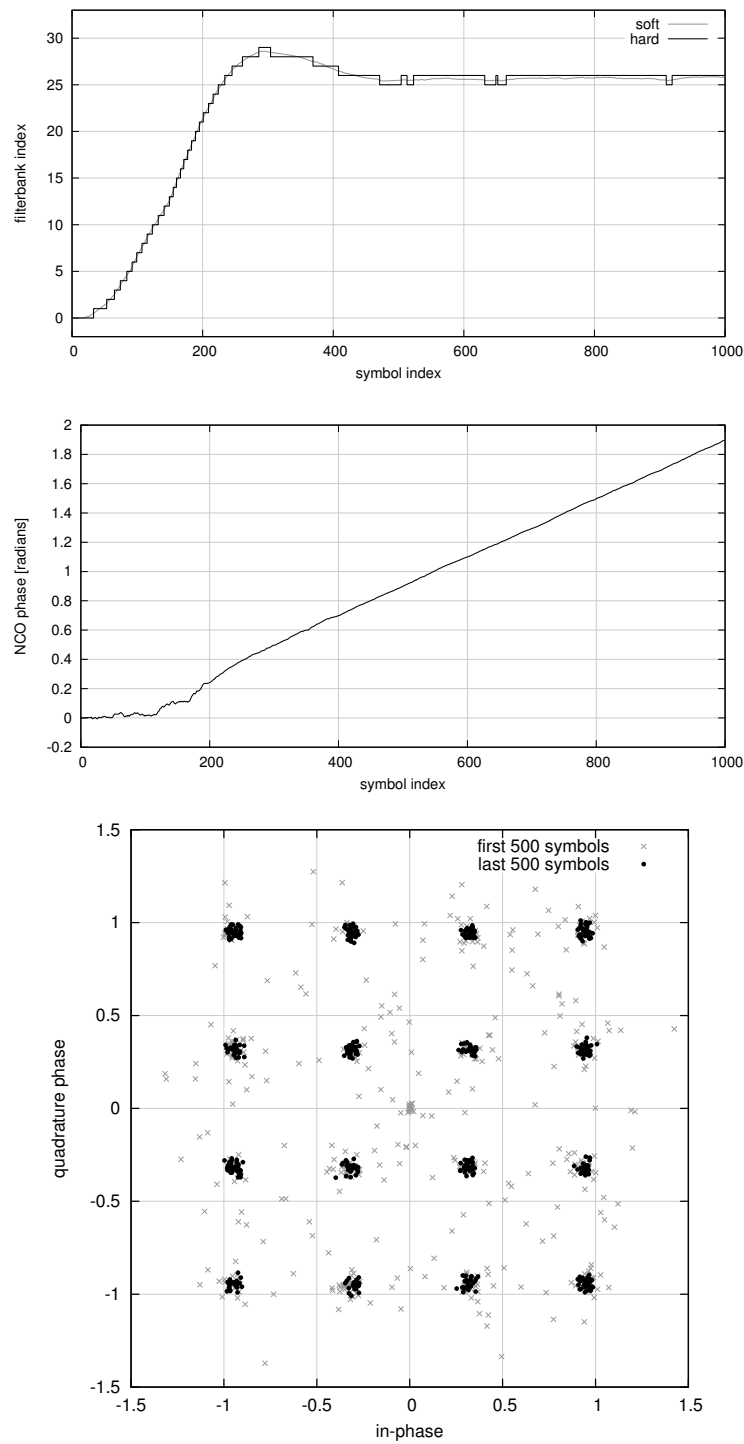 soft
hard
30
25
20
15
10
5
0
filterbank index
0 200 400 600 800 1000
symbol index
2
1.8
1.6
1.4
1.2
1
0.8
0.6
0.4
0.2
0
-0.2
NCO phase [radians]
0 200 400 600 800 1000
symbol index
first 500 symbols
last 500 symbols
1.5
1
0.5
0
-0.5
-1
-1.5
quadrature phase
-1.5 -1 -0.5 0 0.5 1 1.5
in-phase